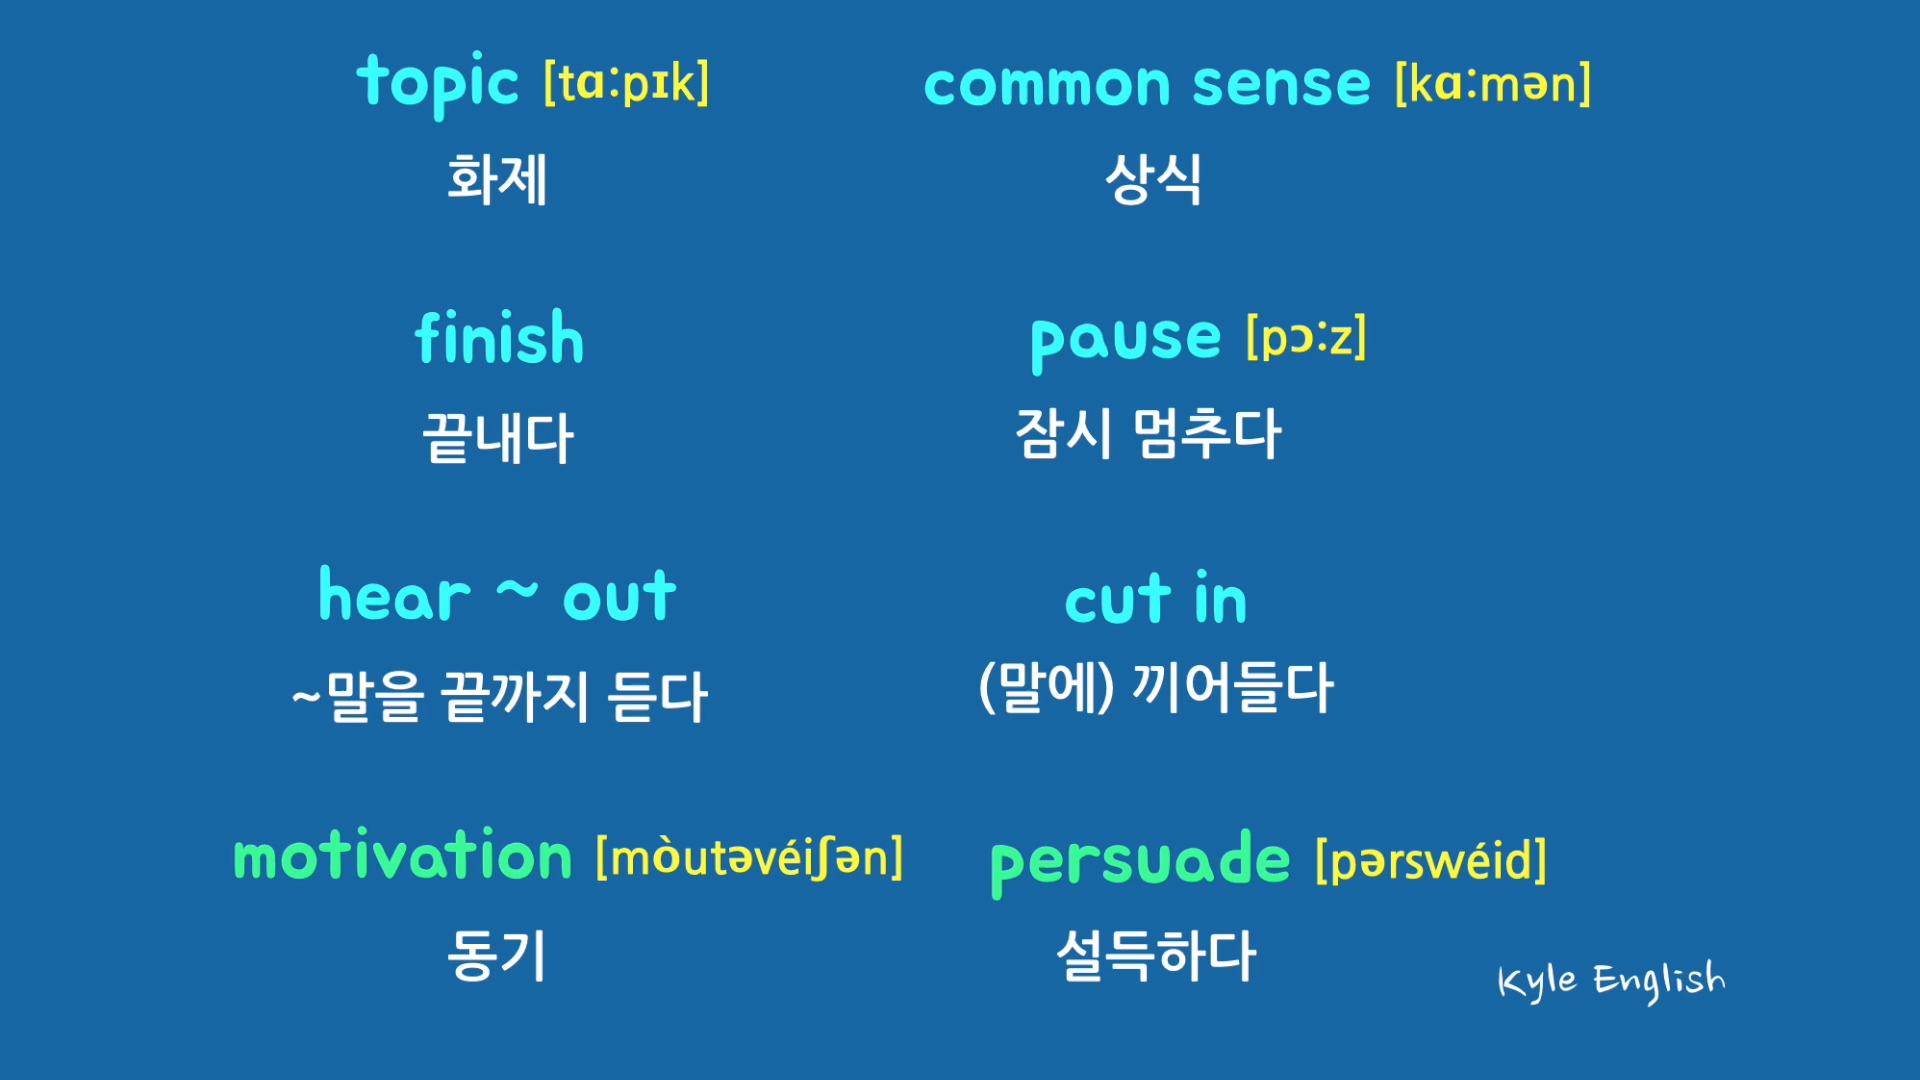 topic [tɑ:pɪk]
common sense [kɑ:mən]
화제
상식
finish
pause [pɔ:z]
끝내다
잠시 멈추다
hear ~ out
cut in
~말을 끝까지 듣다
(말에) 끼어들다
motivation [mòutəvéiʃən]
persuade [pərswéid]
동기
설득하다
Kyle English